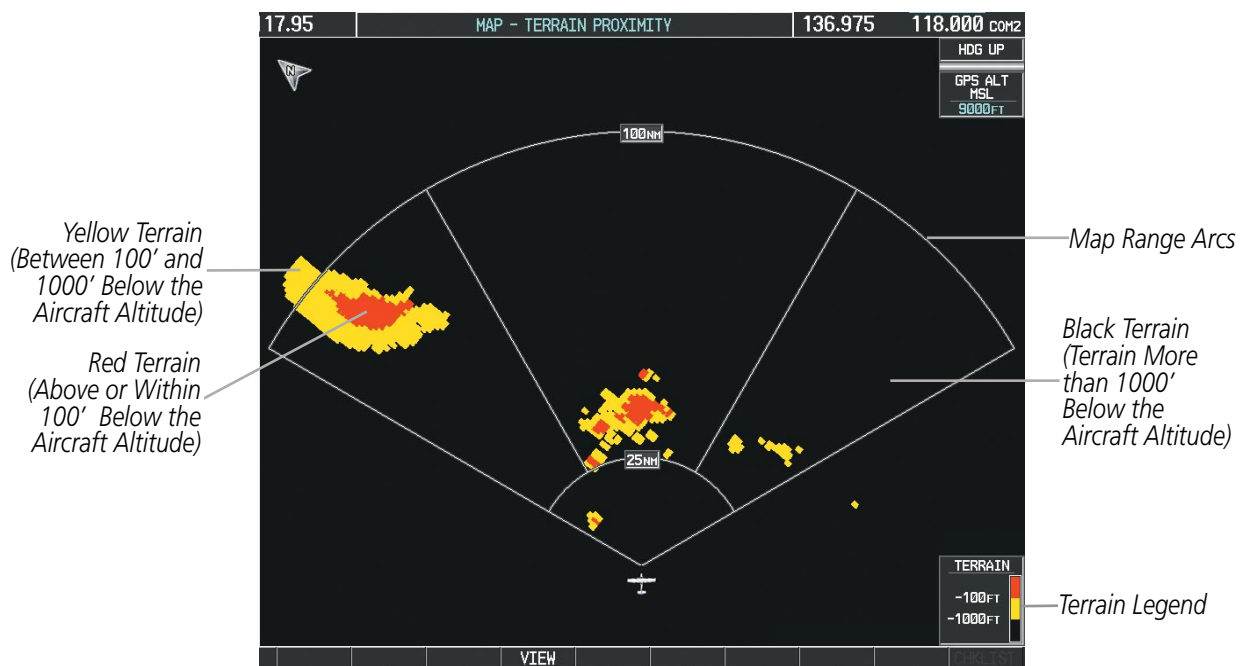 17.95 MAP - TERRAIN PROXIMITY 136.975 118.000 COM2
HDG UP
GPS ALT
MSL
9000FT
N
100NM
Yellow Terrain
(Between 100' and
1000' Below the
Aircraft Altitude)
Map Range Arcs
Red Terrain
(Above or Within
100' Below the
Aircraft Altitude)
Black Terrain
(Terrain More
than 1000'
Below the
Aircraft Altitude)
25NM
TERRAIN
-100FT
-1000FT
Terrain Legend
VIEW
CHKLIST